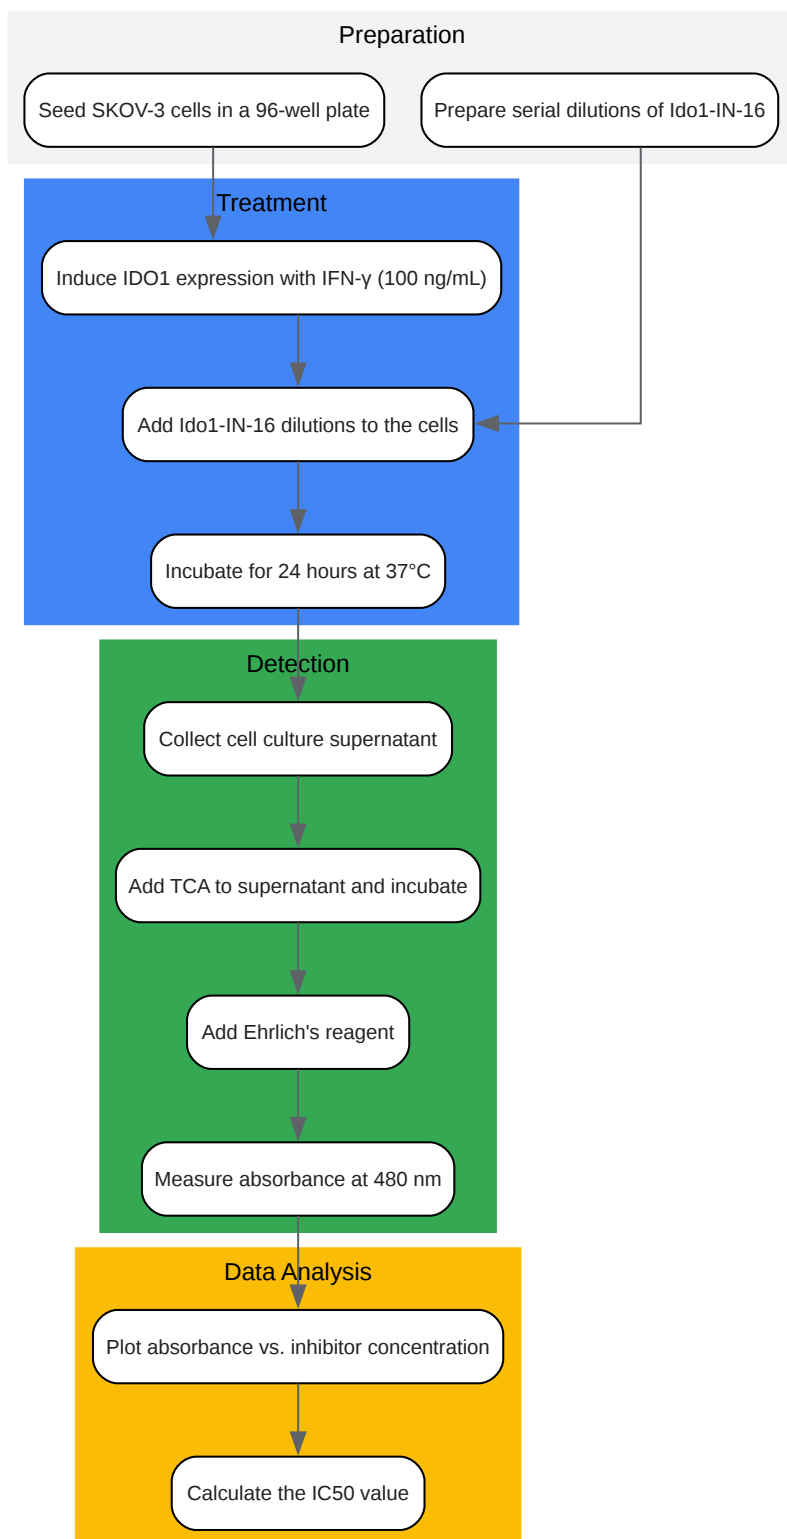 Preparation
Seed SKOV-3 cells in a 96-well plate
Prepare serial dilutions of Ido1-IN-16
Treatment
Induce IDO1 expression with IFN-γ (100 ng/mL)
Add Ido1-IN-16 dilutions to the cells
Incubate for 24 hours at 37°C
Detection
Collect cell culture supernatant
Add TCA to supernatant and incubate
Add Ehrlich's reagent
Measure absorbance at 480 nm
Data Analysis
Plot absorbance vs. inhibitor concentration
Calculate the IC50 value